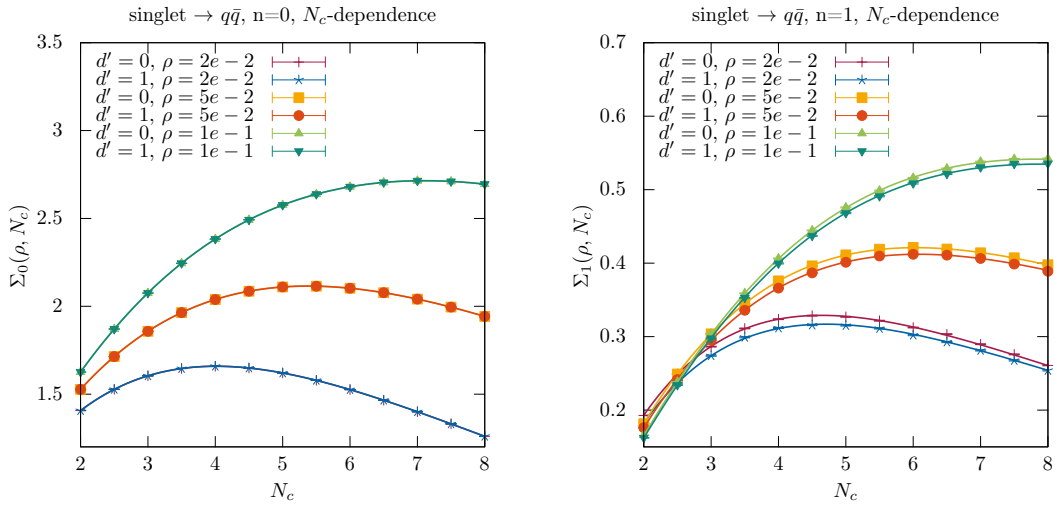 singlet → qq̄, n=0, N_c-dependence
3.5
3
2.5
2
1.5
d′ = 0, ρ = 2e − 2
d′ = 1, ρ = 2e − 2
d′ = 0, ρ = 5e − 2
d′ = 1, ρ = 5e − 2
d′ = 0, ρ = 1e − 1
d′ = 1, ρ = 1e − 1
Σ_0(ρ, N_c)
2 3 4 5 6 7 8
N_c
singlet → qq̄, n=1, N_c-dependence
0.7
0.6
0.5
0.4
0.3
0.2
d′ = 0, ρ = 2e − 2
d′ = 1, ρ = 2e − 2
d′ = 0, ρ = 5e − 2
d′ = 1, ρ = 5e − 2
d′ = 0, ρ = 1e − 1
d′ = 1, ρ = 1e − 1
Σ_1(ρ, N_c)
2 3 4 5 6 7 8
N_c